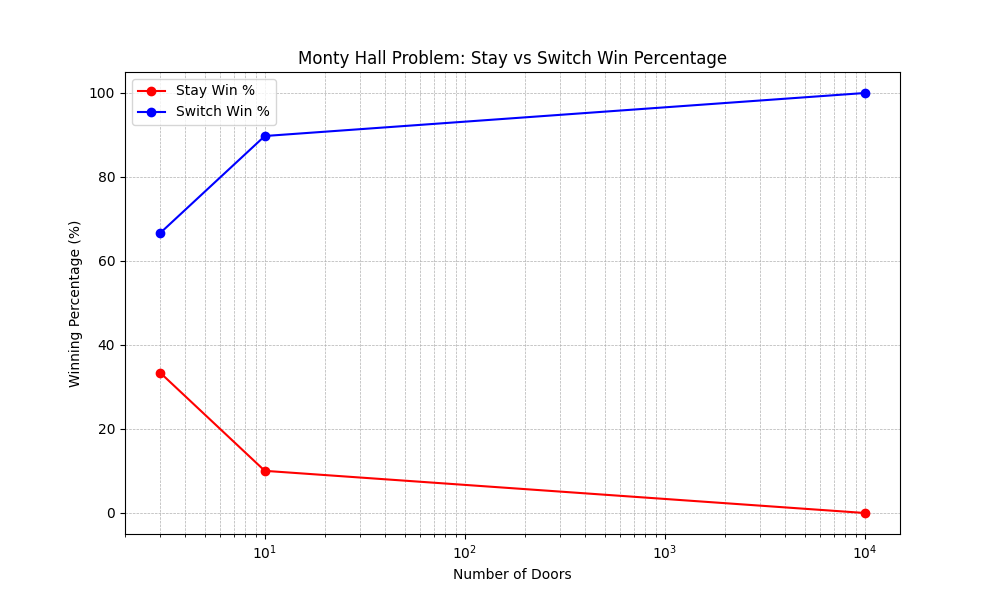 Monty Hall Problem: Stay vs Switch Win Percentage
Stay Win %
Switch Win %
100
80
60
40
20
0
Winning Percentage (%)
10¹ 10² 10³ 10⁴
Number of Doors